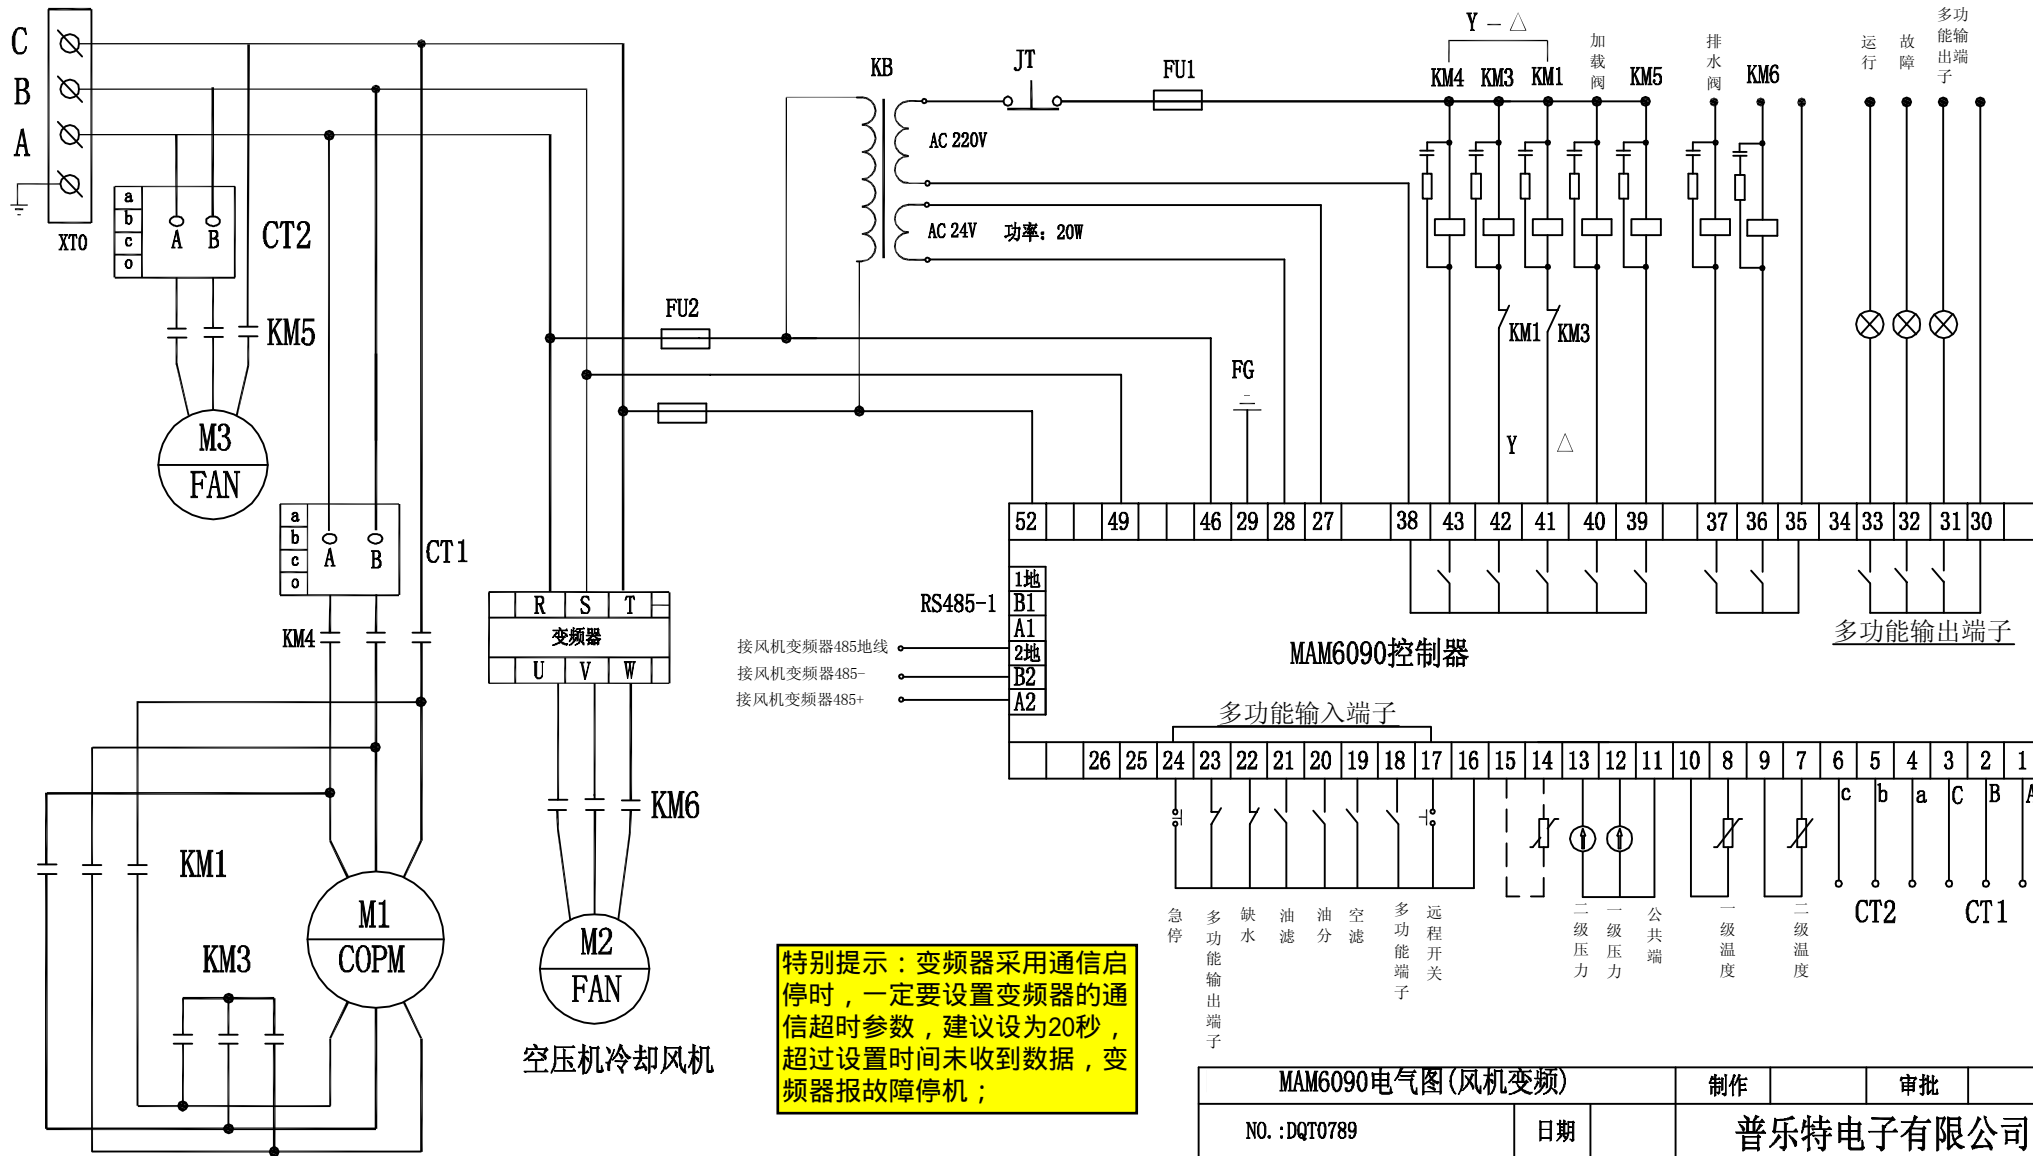 C
B
A
XT0
a
b
c
o
A
B
CT2
KM5
M3
FAN
a
b
c
o
A
B
CT1
KM4
KM1
M1
COPM
KM3
R
S
T
变频器
U
V
W
KM6
M2
FAN
空压机冷却风机
FU2
KB
AC 220V
AC 24V
功率: 20W
JT
FU1
FG
Y - △
KM4
KM3
KM1
加载阀
KM5
排水阀
KM6
运行
故障
多功能输出端子
KM1
KM3
Y
△
52
49
46
29
28
27
38
43
42
41
40
39
37
36
35
34
33
32
31
30
RS485-1
1地
B1
A1
2地
B2
A2
接风机变频器485地线
接风机变频器485-
接风机变频器485+
MAM6090控制器
多功能输出端子
多功能输入端子
26
25
24
23
22
21
20
19
18
17
16
15
14
13
12
11
10
8
9
7
6
5
4
3
2
1
c
b
a
C
B
A
CT2
CT1
急停
多功能输出端子
缺水
油滤
油分
空滤
多功能端子
远程开关
二级压力
一级压力
公共端
一级温度
二级温度
特别提示：变频器采用通信启
停时，一定要设置变频器的通
信超时参数，建议设为20秒，
超过设置时间未收到数据，变
频器报故障停机；
MAM6090电气图(风机变频)
制作
审批
NO.:DQT0789
日期
普乐特电子有限公司